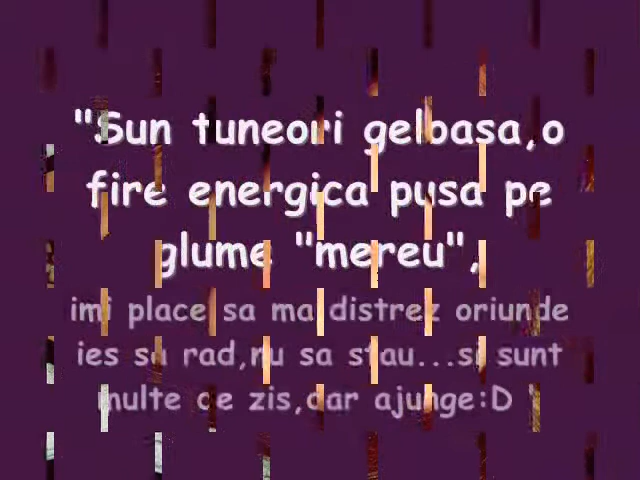 "Sun tuneori gelbasa,o
fire energica pusa pe
glume "mereu",
imi place sa ma distrez oriunde
ies sa rad,nu sa stau...si sunt
multe de zis,dar ajunge:D "